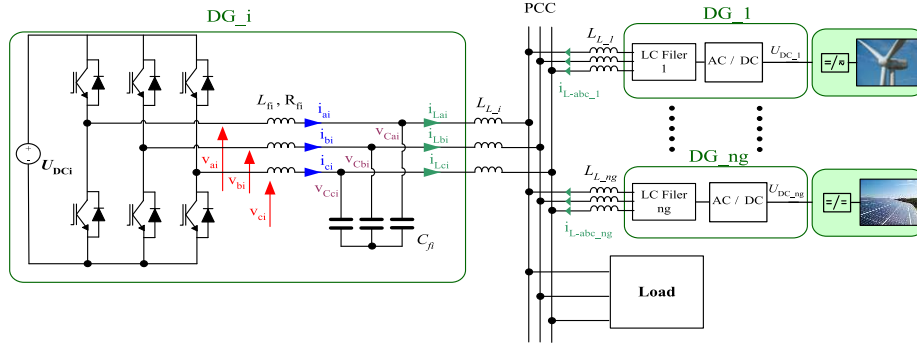 DG_i
PCC
DG_1
L_fi , R_fi
i_ai
i_Lai
L_L_i
L_L_1
LC Filer 1
AC / DC
U_DC_1
=/≈
i_L-abc_1
v_Cai
i_bi
i_Lbi
U_DCi
+
v_ai
v_bi
v_Cbi
i_ci
i_Lci
v_ci
v_Cci
C_fi
DG_ng
L_L_ng
LC Filer ng
AC / DC
U_DC_ng
=/=
i_L-abc_ng
Load